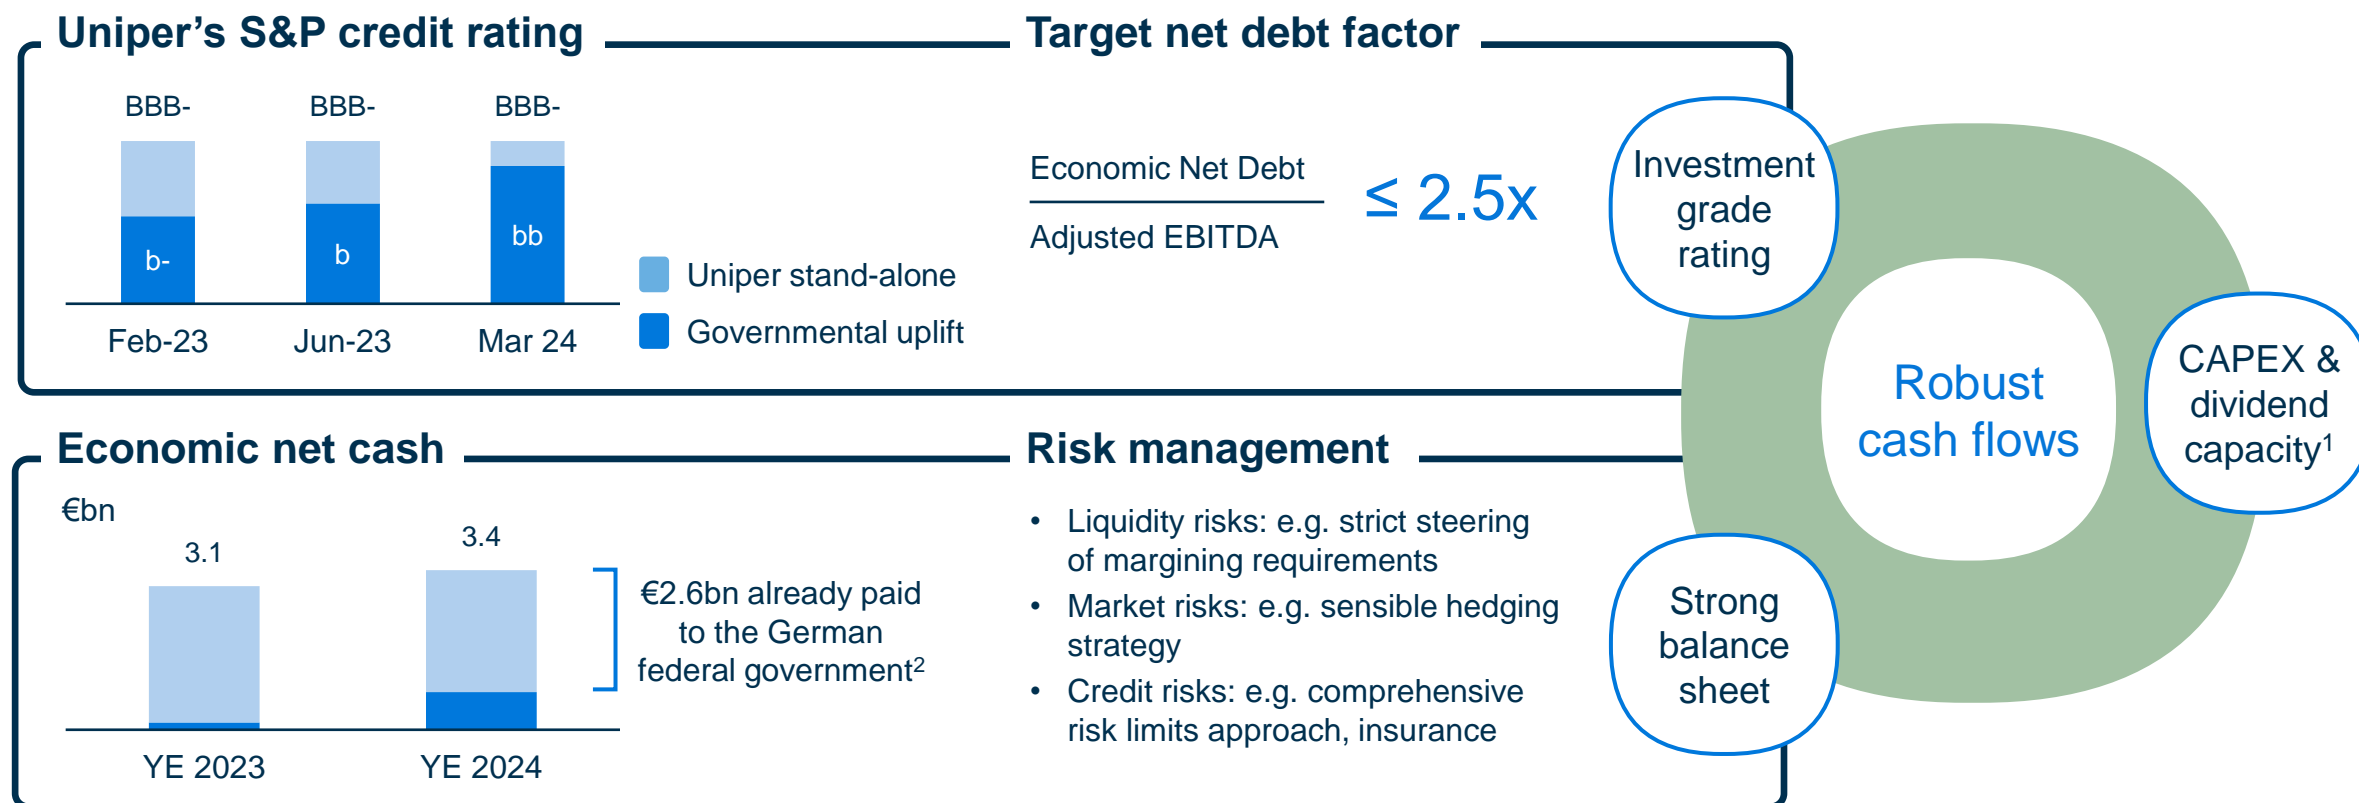 Uniper's S&P credit rating
BBB-
BBB-
BBB-
b-
b
bb
Feb-23
Jun-23
Mar 24
Uniper stand-alone
Governmental uplift
Target net debt factor
Economic Net Debt
Adjusted EBITDA
≤ 2.5x
Economic net cash
€bn
3.1
3.4
YE 2023
YE 2024
€2.6bn already paid
to the German
federal government2
Risk management
• Liquidity risks: e.g. strict steering
of margining requirements
• Market risks: e.g. sensible hedging
strategy
• Credit risks: e.g. comprehensive
risk limits approach, insurance
Investment
grade
rating
Robust
cash flows
CAPEX &
dividend
capacity1
Strong
balance
sheet